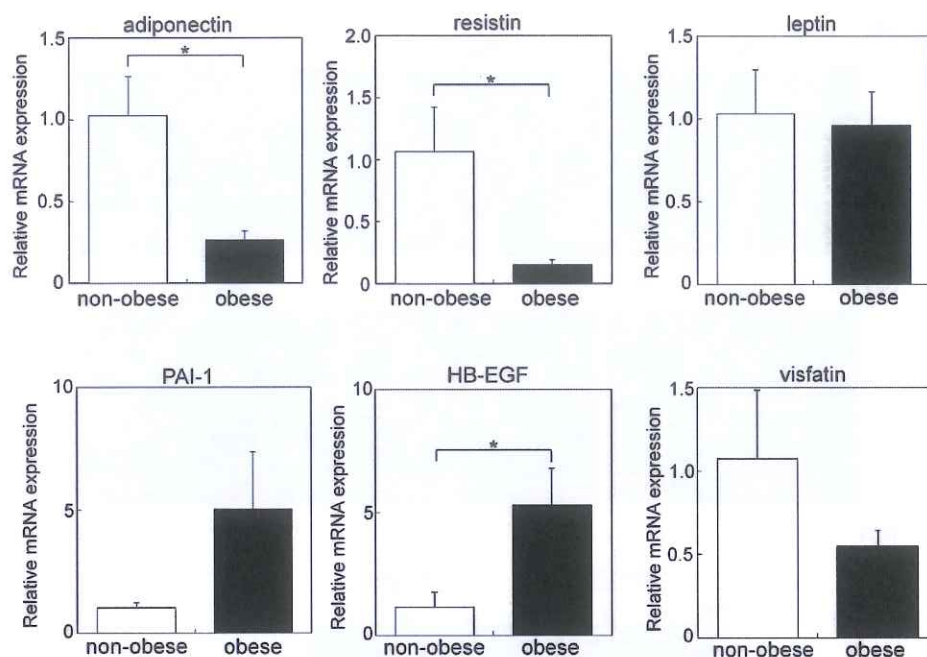 adiponectin
Relative mRNA expression
1.5
1.0
0.5
0
*
non-obese obese
resistin
Relative mRNA expression
2.0
1.5
1.0
0.5
0
*
non-obese obese
leptin
Relative mRNA expression
1.5
1.0
0.5
0
non-obese obese
PAI-1
Relative mRNA expression
10
5
0
non-obese obese
HB-EGF
Relative mRNA expression
10
5
0
*
non-obese obese
visfatin
Relative mRNA expression
1.5
1.0
0.5
0
non-obese obese